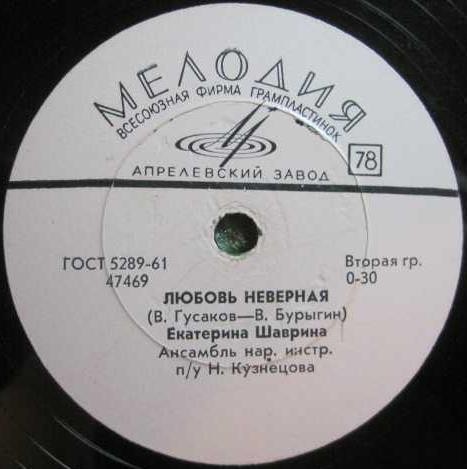 МЕЛОДИЯ
ВСЕСОЮЗНАЯ ФИРМА ГРАМПЛАСТИНОК
78
АПРЕЛЕВСКИЙ ЗАВОД
ГОСТ 5289-61
47469
Вторая гр.
0-30
ЛЮБОВЬ НЕВЕРНАЯ
(В. Гусаков—В. Бурыгин)
Екатерина Шаврина
Ансамбль нар. инстр.
п/у Н. Кузнецова